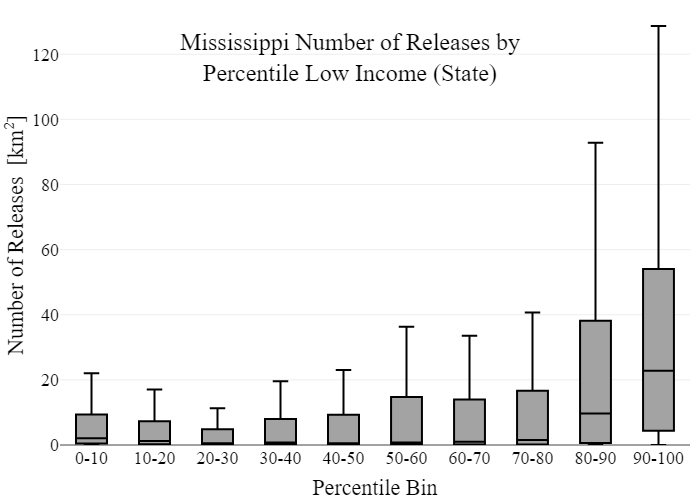 Mississippi Number of Releases by
Percentile Low Income (State)
Number of Releases [km²]
120
100
80
60
40
20
0
0-10 10-20 20-30 30-40 40-50 50-60 60-70 70-80 80-90 90-100
Percentile Bin